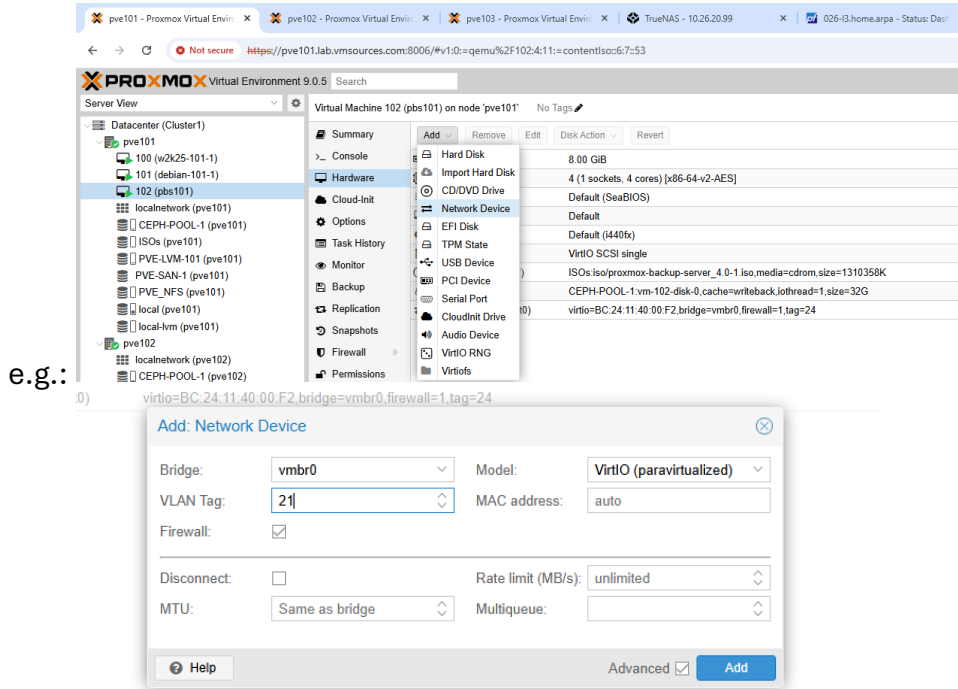 pve101 - Proxmox Virtual Enviro
pve102 - Proxmox Virtual Enviro
pve103 - Proxmox Virtual Enviro
TrueNAS - 10.26.20.99
026-l3.home.arpa - Status: Dash
Not secure https://pve101.lab.vmsources.com:8006/#v1:0:=qemu%2F102:4:11:=contentIso::6:7::53
PROXMOX Virtual Environment 9.0.5 Search
Server View
Virtual Machine 102 (pbs101) on node 'pve101' No Tags
Datacenter (Cluster1)
pve101
100 (w2k25-101-1)
101 (debian-101-1)
102 (pbs101)
localnetwork (pve101)
CEPH-POOL-1 (pve101)
ISOs (pve101)
PVE-LVM-101 (pve101)
PVE-SAN-1 (pve101)
PVE_NFS (pve101)
local (pve101)
local-lvm (pve101)
pve102
localnetwork (pve102)
CEPH-POOL-1 (pve102)
Summary
Console
Hardware
Cloud-Init
Options
Task History
Monitor
Backup
Replication
Snapshots
Firewall
Permissions
Add Remove Edit Disk Action Revert
Hard Disk
Import Hard Disk
CD/DVD Drive
Network Device
EFI Disk
TPM State
USB Device
PCI Device
Serial Port
CloudInit Drive
Audio Device
VirtIO RNG
Virtiofs
8.00 GiB
4 (1 sockets, 4 cores) [x86-64-v2-AES]
Default (SeaBIOS)
Default
Default (i440fx)
VirtIO SCSI single
) ISOs:iso/proxmox-backup-server_4.0-1.iso,media=cdrom,size=1310358K
CEPH-POOL-1:vm-102-disk-0,cache=writeback,iothread=1,size=32G
t0) virtio=BC:24:11:40:00:F2,bridge=vmbr0,firewall=1,tag=24
e.g.:
:0) virtio=BC:24:11:40:00:F2,bridge=vmbr0,firewall=1,tag=24
Add: Network Device
Bridge: vmbr0 Model: VirtIO (paravirtualized)
VLAN Tag: 21 MAC address: auto
Firewall:
Disconnect: Rate limit (MB/s): unlimited
MTU: Same as bridge Multiqueue:
Help Advanced Add